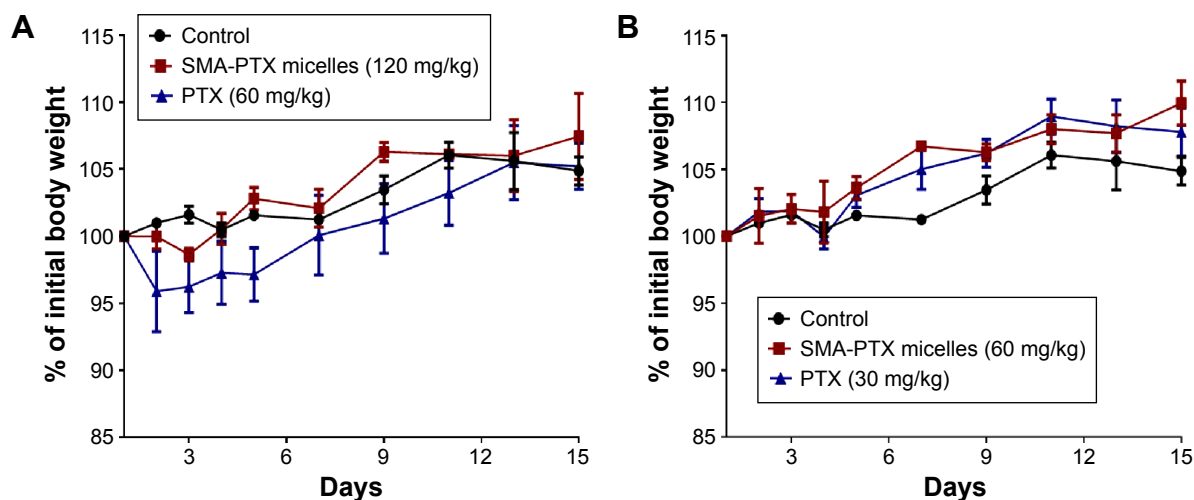 A
% of initial body weight
115
110
105
100
95
90
85
Control
SMA-PTX micelles (120 mg/kg)
PTX (60 mg/kg)
3
6
9
12
15
Days
B
% of initial body weight
115
110
105
100
95
90
85
Control
SMA-PTX micelles (60 mg/kg)
PTX (30 mg/kg)
3
6
9
12
15
Days